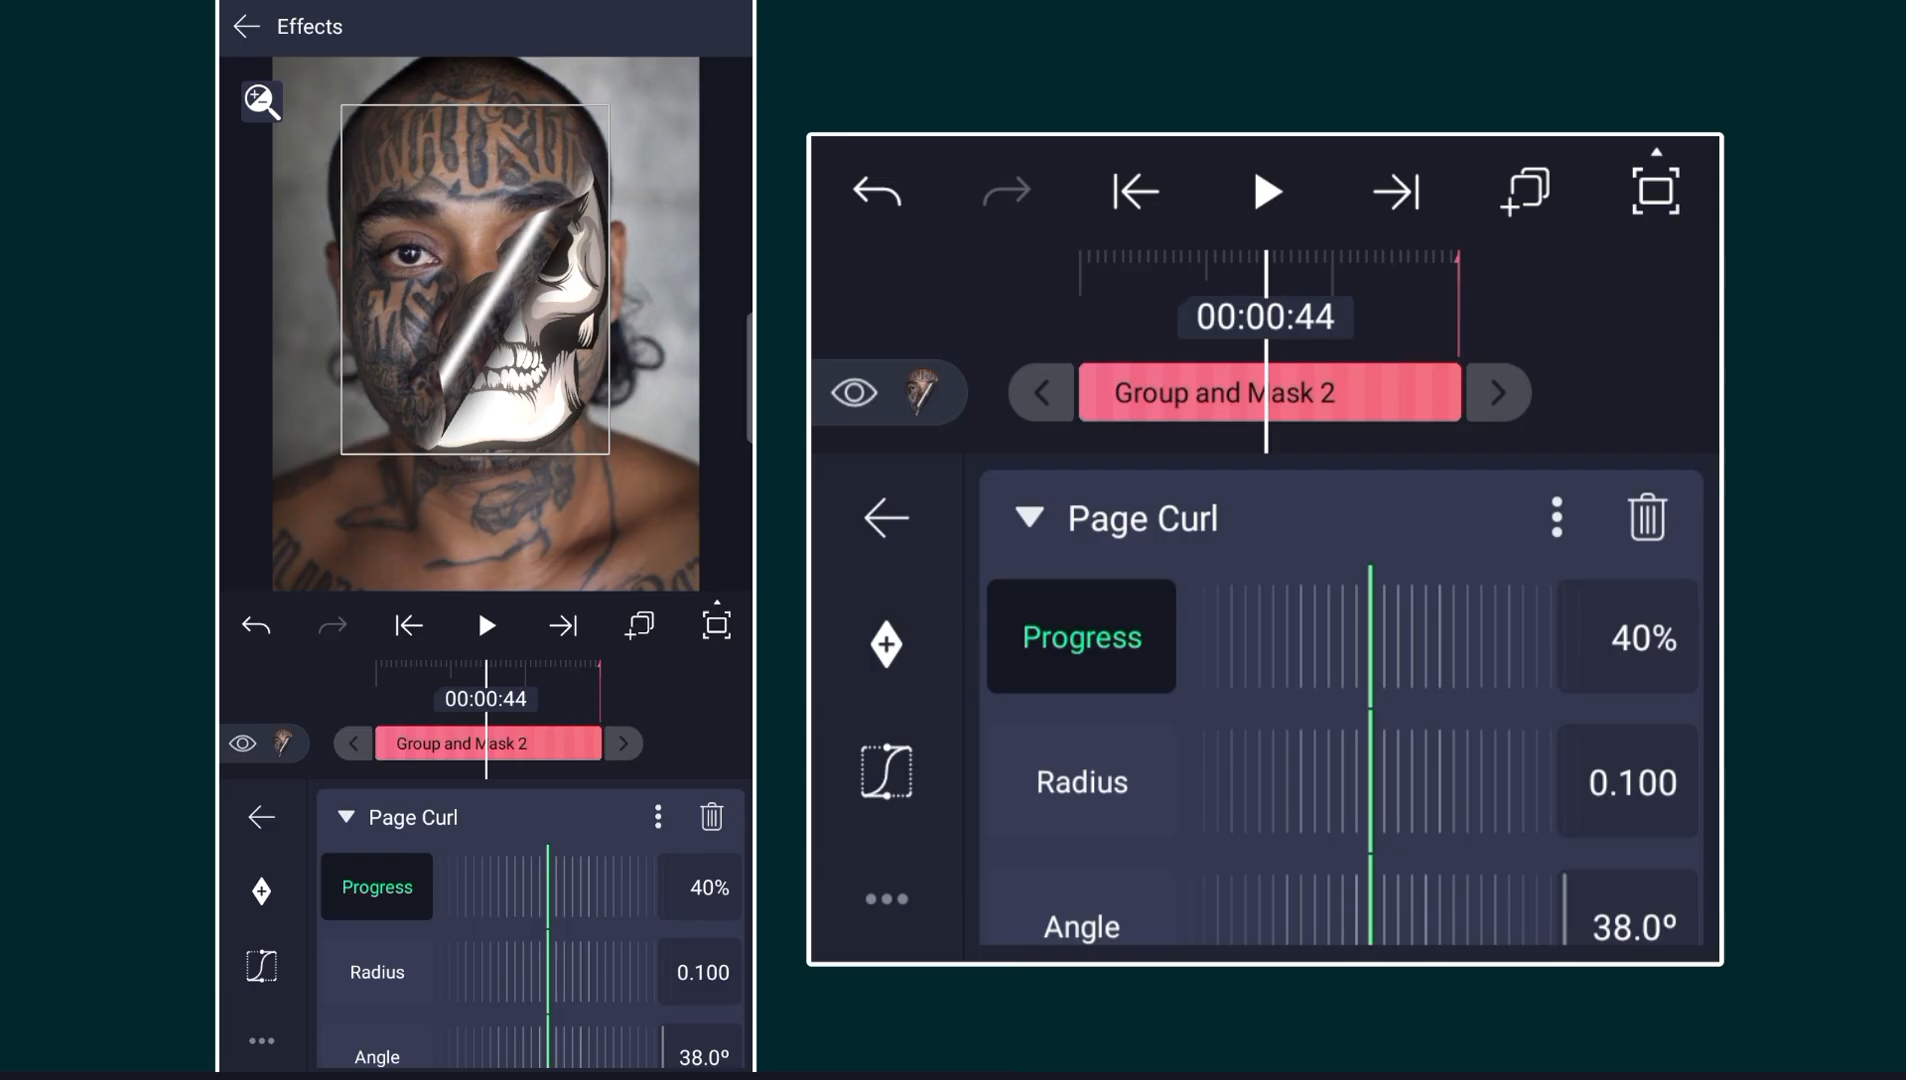 Effects
00:00:44
Group and Mask 2
Page Curl
Progress
40%
Radius
0.100
Angle
38.0º
00:00:44
Group and Mask 2
Page Curl
Progress
40%
Radius
0.100
Angle
38.0º